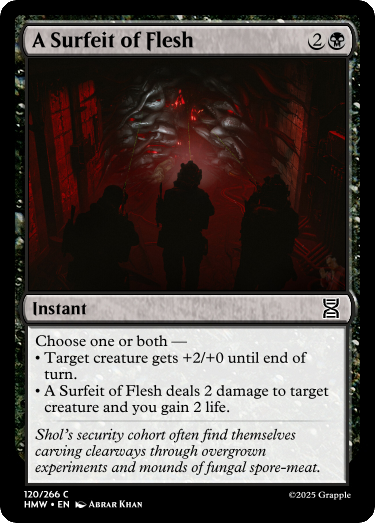 A Surfeit of Flesh 2
Instant
Choose one or both —
• Target creature gets +2/+0 until end of
turn.
• A Surfeit of Flesh deals 2 damage to target
creature and you gain 2 life.
Shol's security cohort often find themselves
carving clearways through overgrown
experiments and mounds of fungal spore-meat.
120/266 C
HMW • EN Abrar Khan
©2025 Grapple